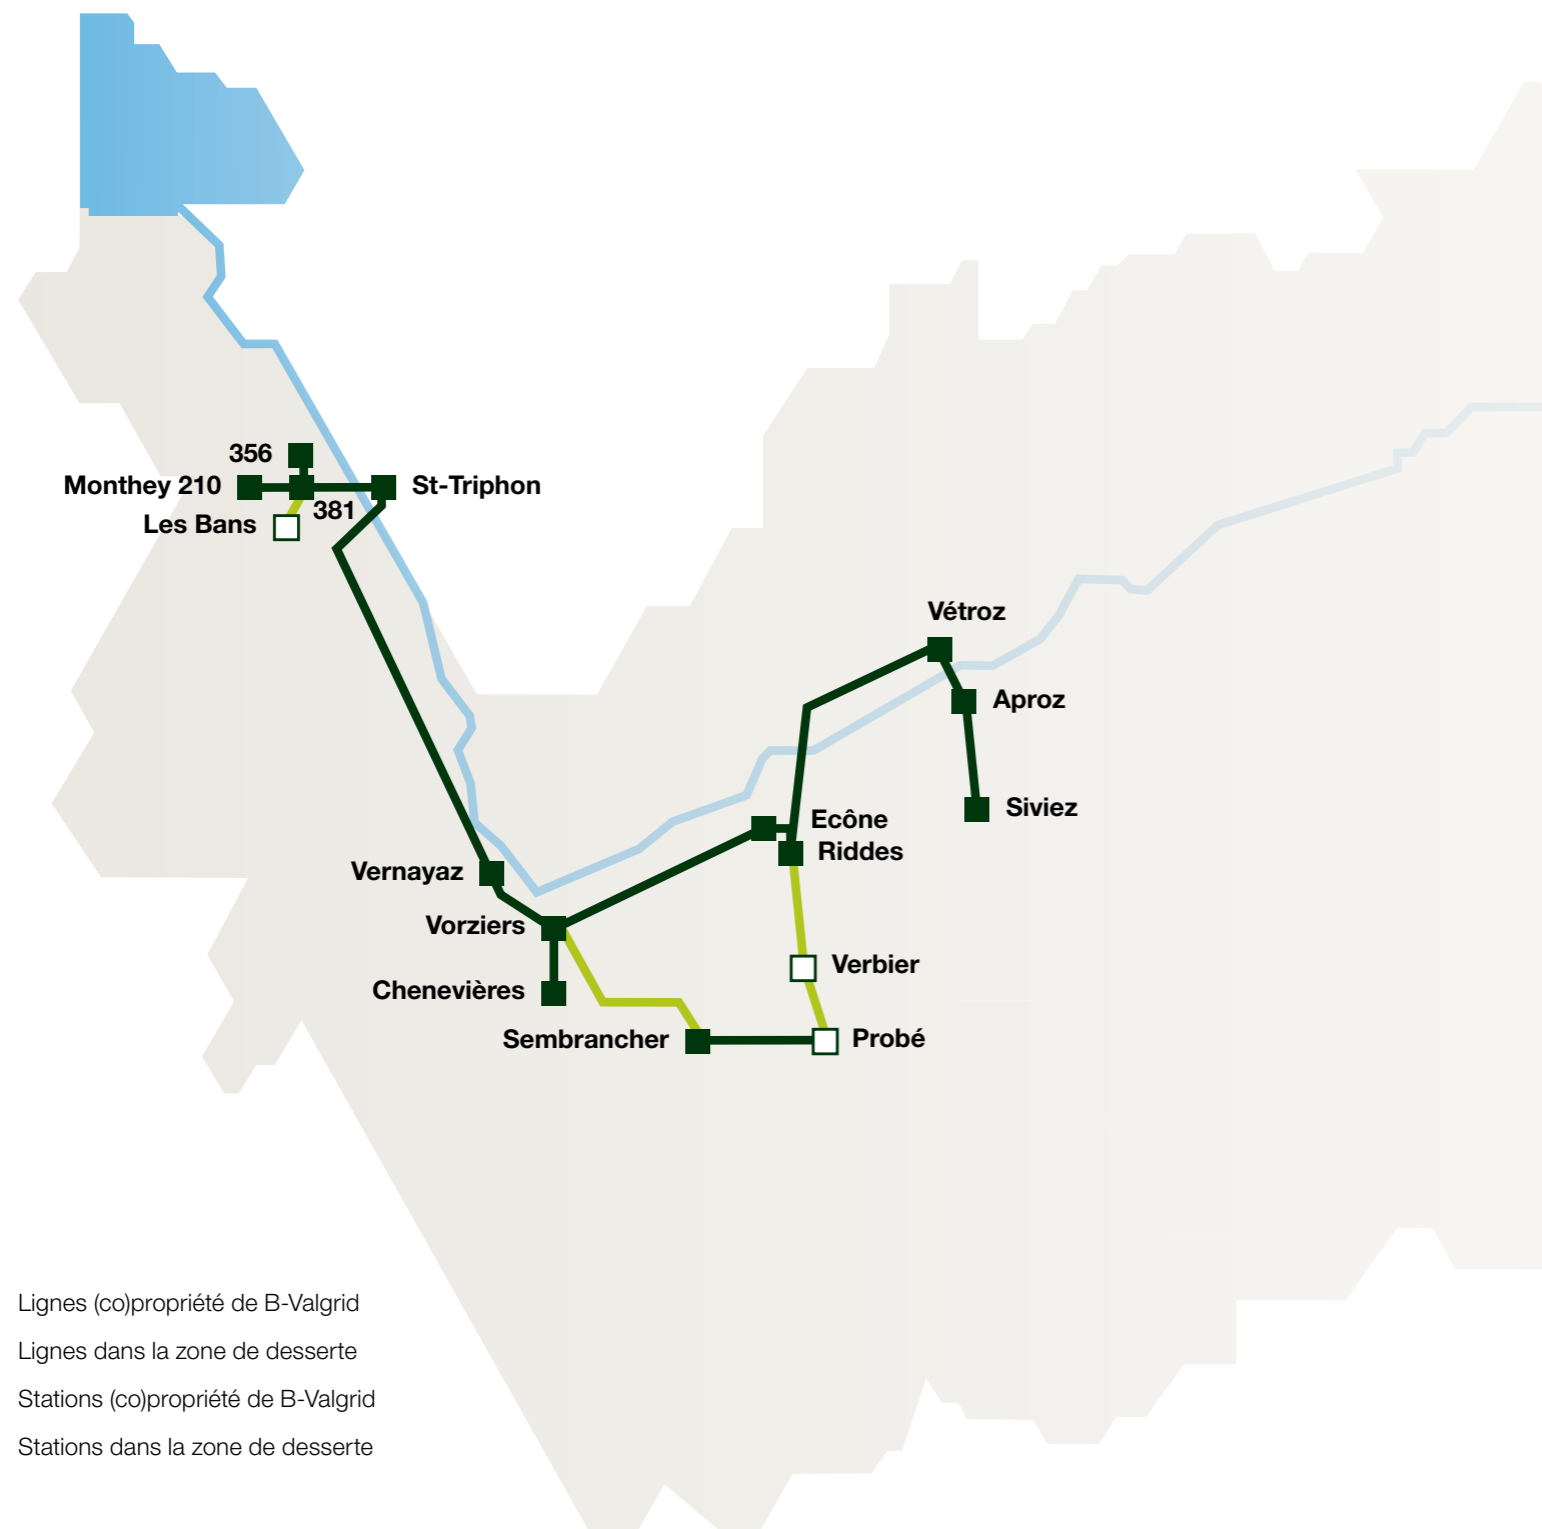 356
Monthey 210
St-Triphon
381
Les Bans
Vétroz
Aproz
Siviez
Ecône
Riddes
Vernayaz
Vorziers
Verbier
Chenevières
Sembrancher
Probé
Lignes (co)propriété de B-Valgrid
Lignes dans la zone de desserte
Stations (co)propriété de B-Valgrid
Stations dans la zone de desserte